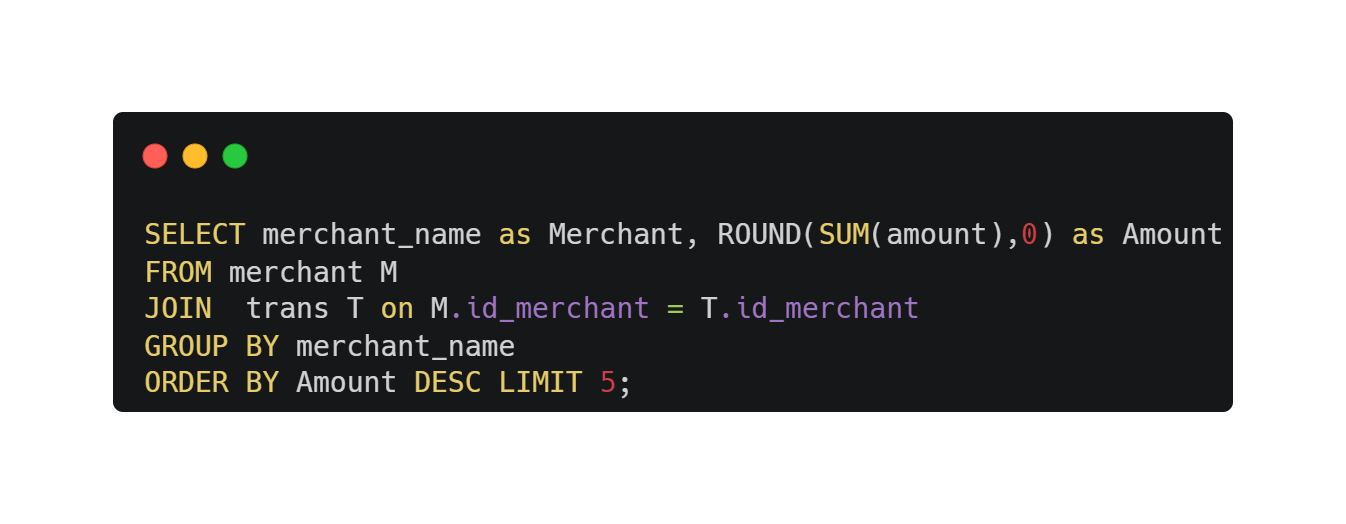 SELECT merchant_name as Merchant, ROUND(SUM(amount),0) as Amount
FROM merchant M
JOIN  trans T on M.id_merchant = T.id_merchant
GROUP BY merchant_name
ORDER BY Amount DESC LIMIT 5;